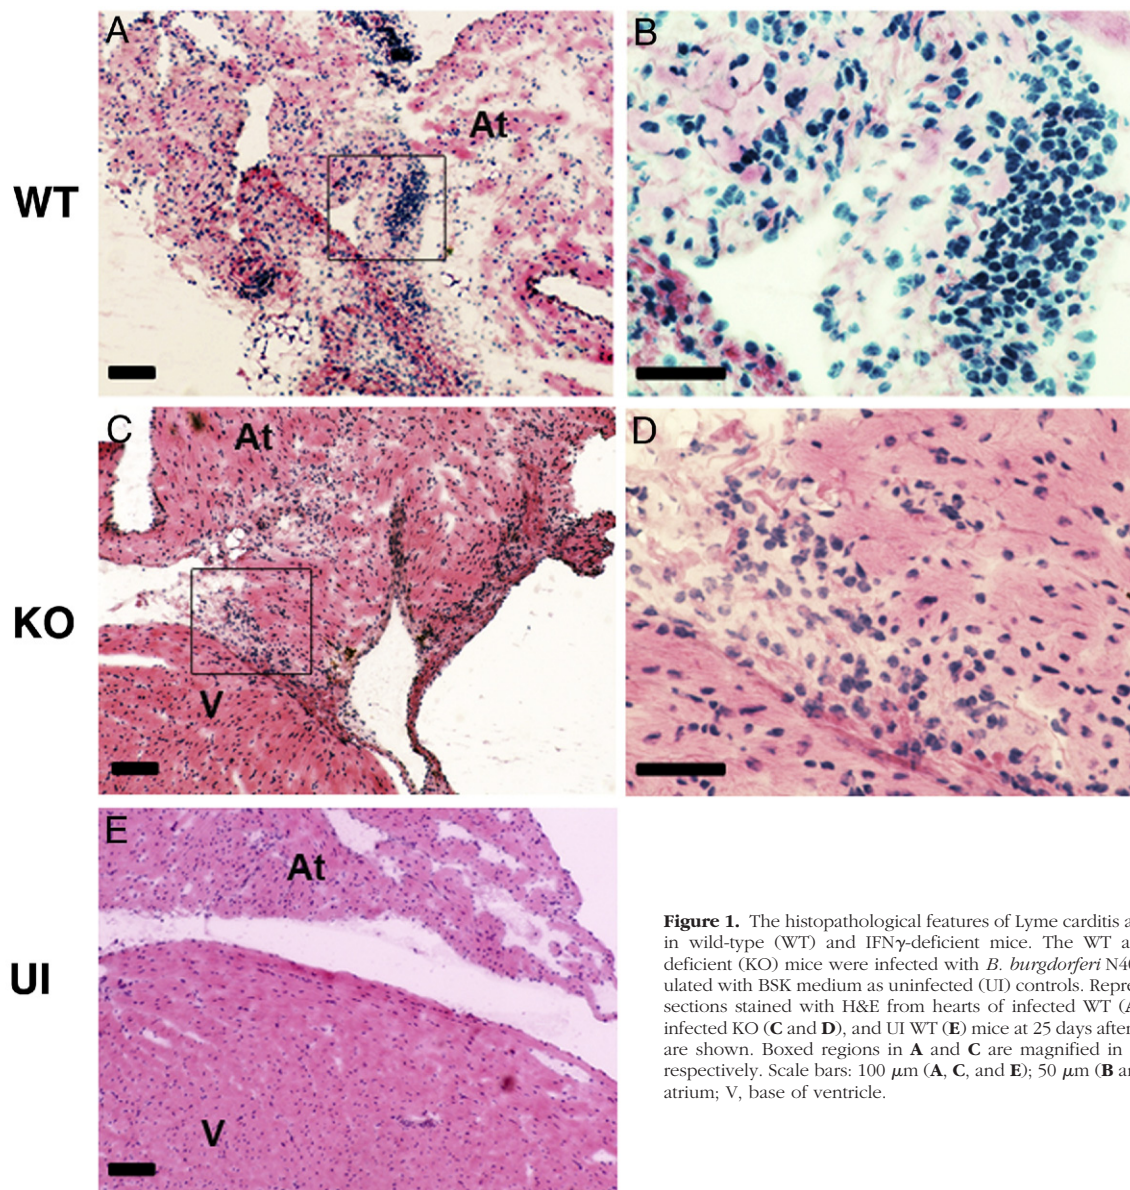 A
At
B
WT
C
At
V
D
KO
E
At
V
UI
Figure 1. The histopathological features of Lyme carditis a
in wild-type (WT) and IFNγ-deficient mice. The WT a
deficient (KO) mice were infected with B. burgdorferi N4
ulated with BSK medium as uninfected (UI) controls. Repre
sections stained with H&E from hearts of infected WT (
infected KO (C and D), and UI WT (E) mice at 25 days after
are shown. Boxed regions in A and C are magnified in
respectively. Scale bars: 100 μm (A, C, and E); 50 μm (B a
atrium; V, base of ventricle.